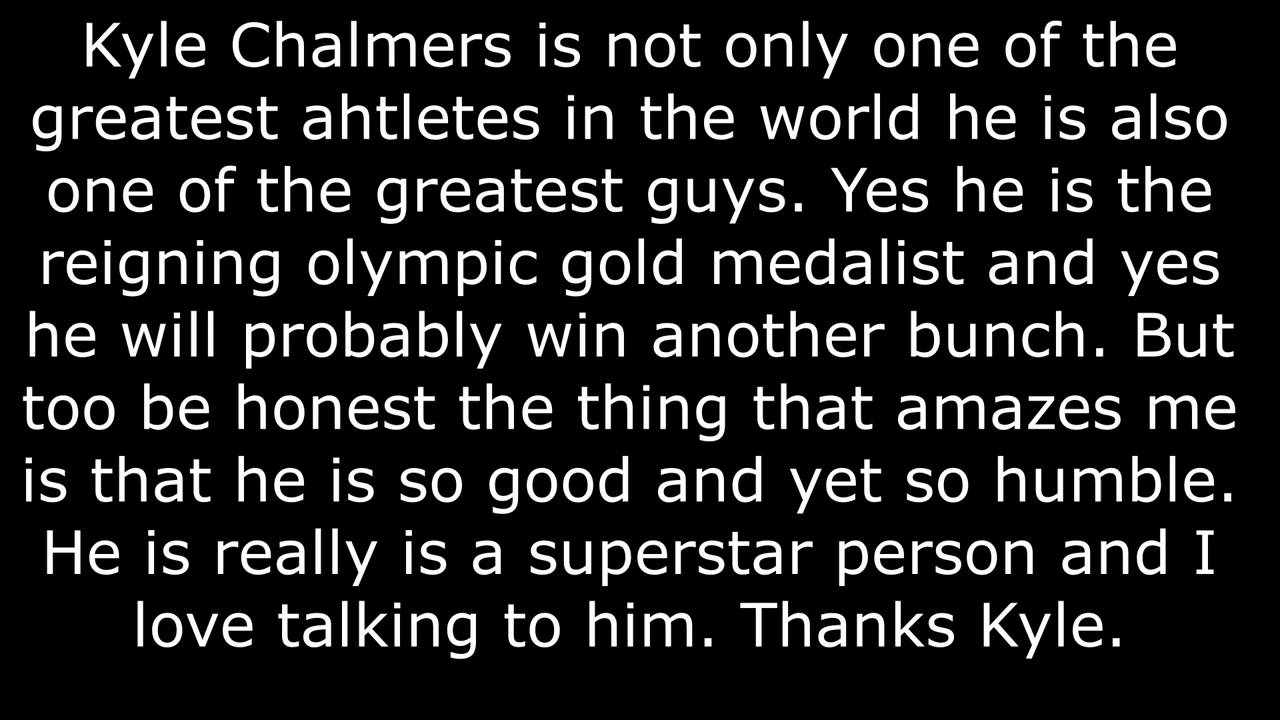 Kyle Chalmers is not only one of the
greatest ahtletes in the world he is also
one of the greatest guys. Yes he is the
reigning olympic gold medalist and yes
he will probably win another bunch. But
too be honest the thing that amazes me
is that he is so good and yet so humble.
He is really is a superstar person and I
love talking to him. Thanks Kyle.